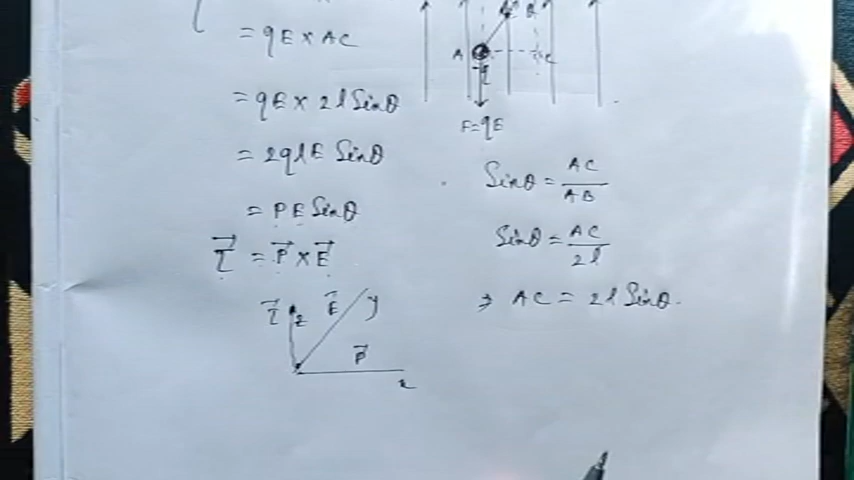 = qE × AC
= qE × 2l Sinθ
= 2qlE Sinθ
= PE Sinθ
τ⃗ = P⃗ × E⃗
τ⃗ z E⃗ y
P⃗
x
A
C
F=qE
Sinθ = AC/AB
Sinθ = AC/2l
⇒ AC = 2l Sinθ.